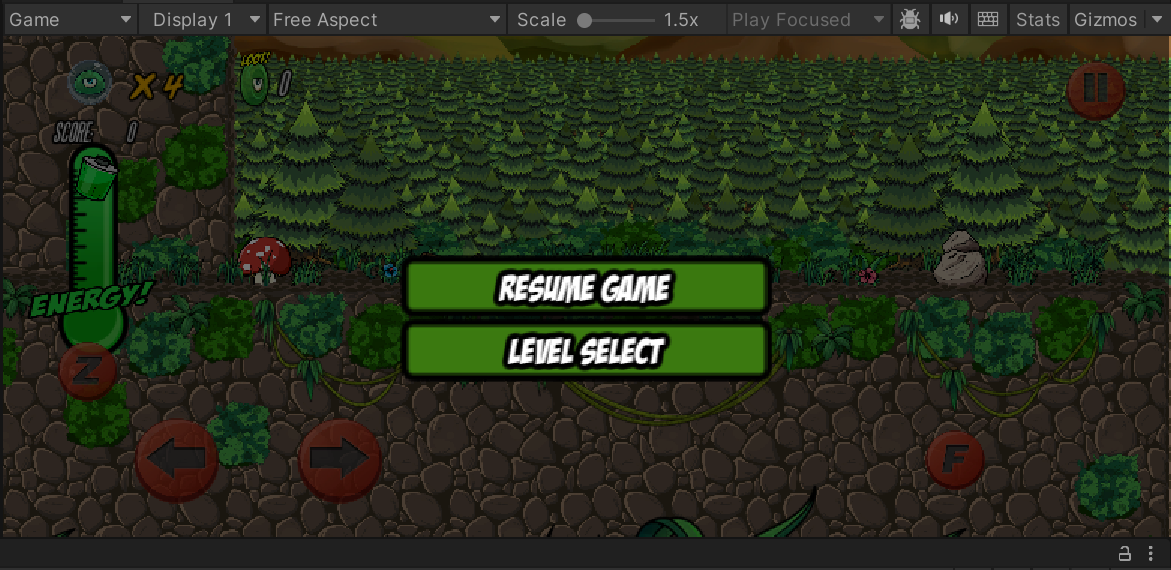 Game Display 1 Free Aspect Scale 1.5x Play Focused Stats Gizmos
LOOK!
X 4 0
SCORE: 0
ENERGY!
RESUME GAME
LEVEL SELECT
Z
F